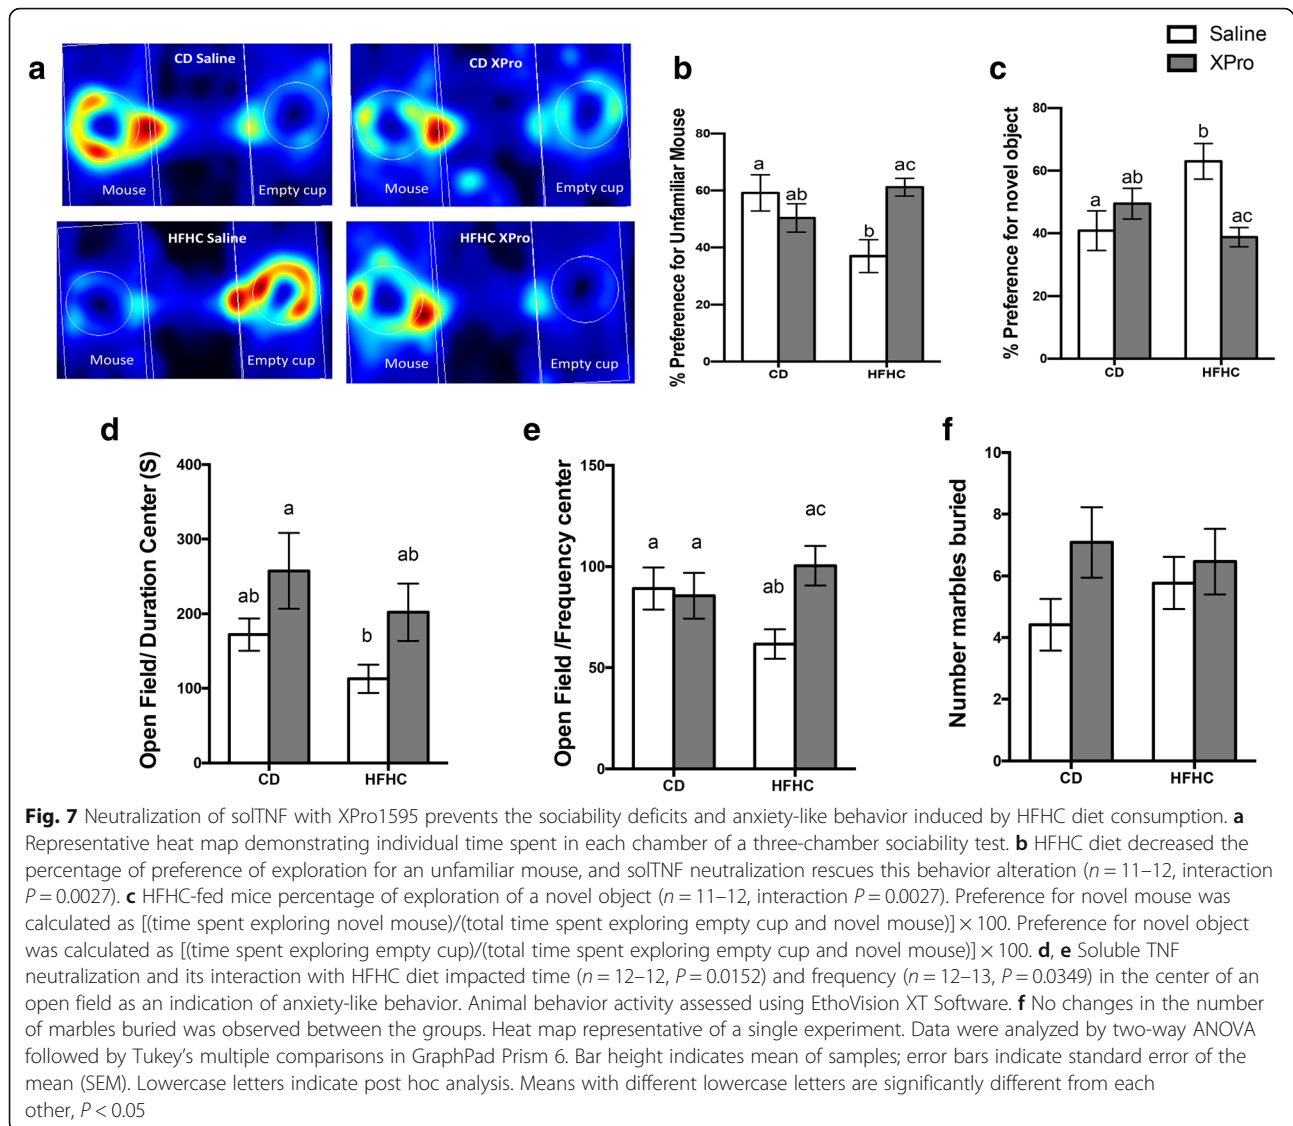 Saline
XPro
a
CD Saline
Mouse
Empty cup
CD XPro
Mouse
Empty cup
HFHC Saline
Mouse
Empty cup
HFHC XPro
Mouse
Empty cup
b
% Preferenece for Unfamiliar Mouse
80
60
40
20
0
a
ab
b
ac
CD
HFHC
c
% Preference for novel object
80
60
40
20
0
a
ab
b
ac
CD
HFHC
d
Open Field/ Duration Center (S)
400
300
200
100
0
ab
a
b
ab
CD
HFHC
e
Open Field /Frequency center
150
100
50
0
a
a
ab
ac
CD
HFHC
f
Number marbles buried
10
8
6
4
2
0
CD
HFHC
Fig. 7 Neutralization of solTNF with XPro1595 prevents the sociability deficits and anxiety-like behavior induced by HFHC diet consumption. a
Representative heat map demonstrating individual time spent in each chamber of a three-chamber sociability test. b HFHC diet decreased the
percentage of preference of exploration for an unfamiliar mouse, and solTNF neutralization rescues this behavior alteration (n = 11–12, interaction
P = 0.0027). c HFHC-fed mice percentage of exploration of a novel object (n = 11–12, interaction P = 0.0027). Preference for novel mouse was
calculated as [(time spent exploring novel mouse)/(total time spent exploring empty cup and novel mouse)] × 100. Preference for novel object
was calculated as [(time spent exploring empty cup)/(total time spent exploring empty cup and novel mouse)] × 100. d, e Soluble TNF
neutralization and its interaction with HFHC diet impacted time (n = 12–12, P = 0.0152) and frequency (n = 12–13, P = 0.0349) in the center of an
open field as an indication of anxiety-like behavior. Animal behavior activity assessed using EthoVision XT Software. f No changes in the number
of marbles buried was observed between the groups. Heat map representative of a single experiment. Data were analyzed by two-way ANOVA
followed by Tukey's multiple comparisons in GraphPad Prism 6. Bar height indicates mean of samples; error bars indicate standard error of the
mean (SEM). Lowercase letters indicate post hoc analysis. Means with different lowercase letters are significantly different from each
other, P < 0.05